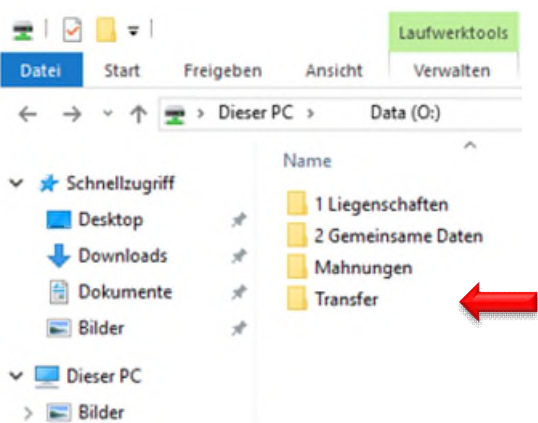 Laufwerktools
Datei Start Freigeben Ansicht Verwalten
Dieser PC Data (O:)
Schnellzugriff
Desktop
Downloads
Dokumente
Bilder
Dieser PC
Bilder
Name
1 Liegenschaften
2 Gemeinsame Daten
Mahnungen
Transfer